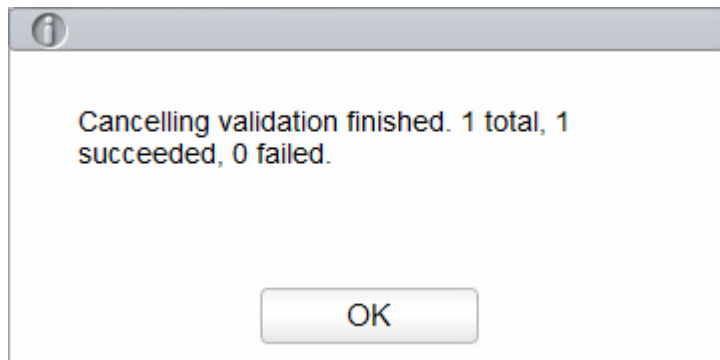 Cancelling validation finished. 1 total, 1
succeeded, 0 failed.
OK